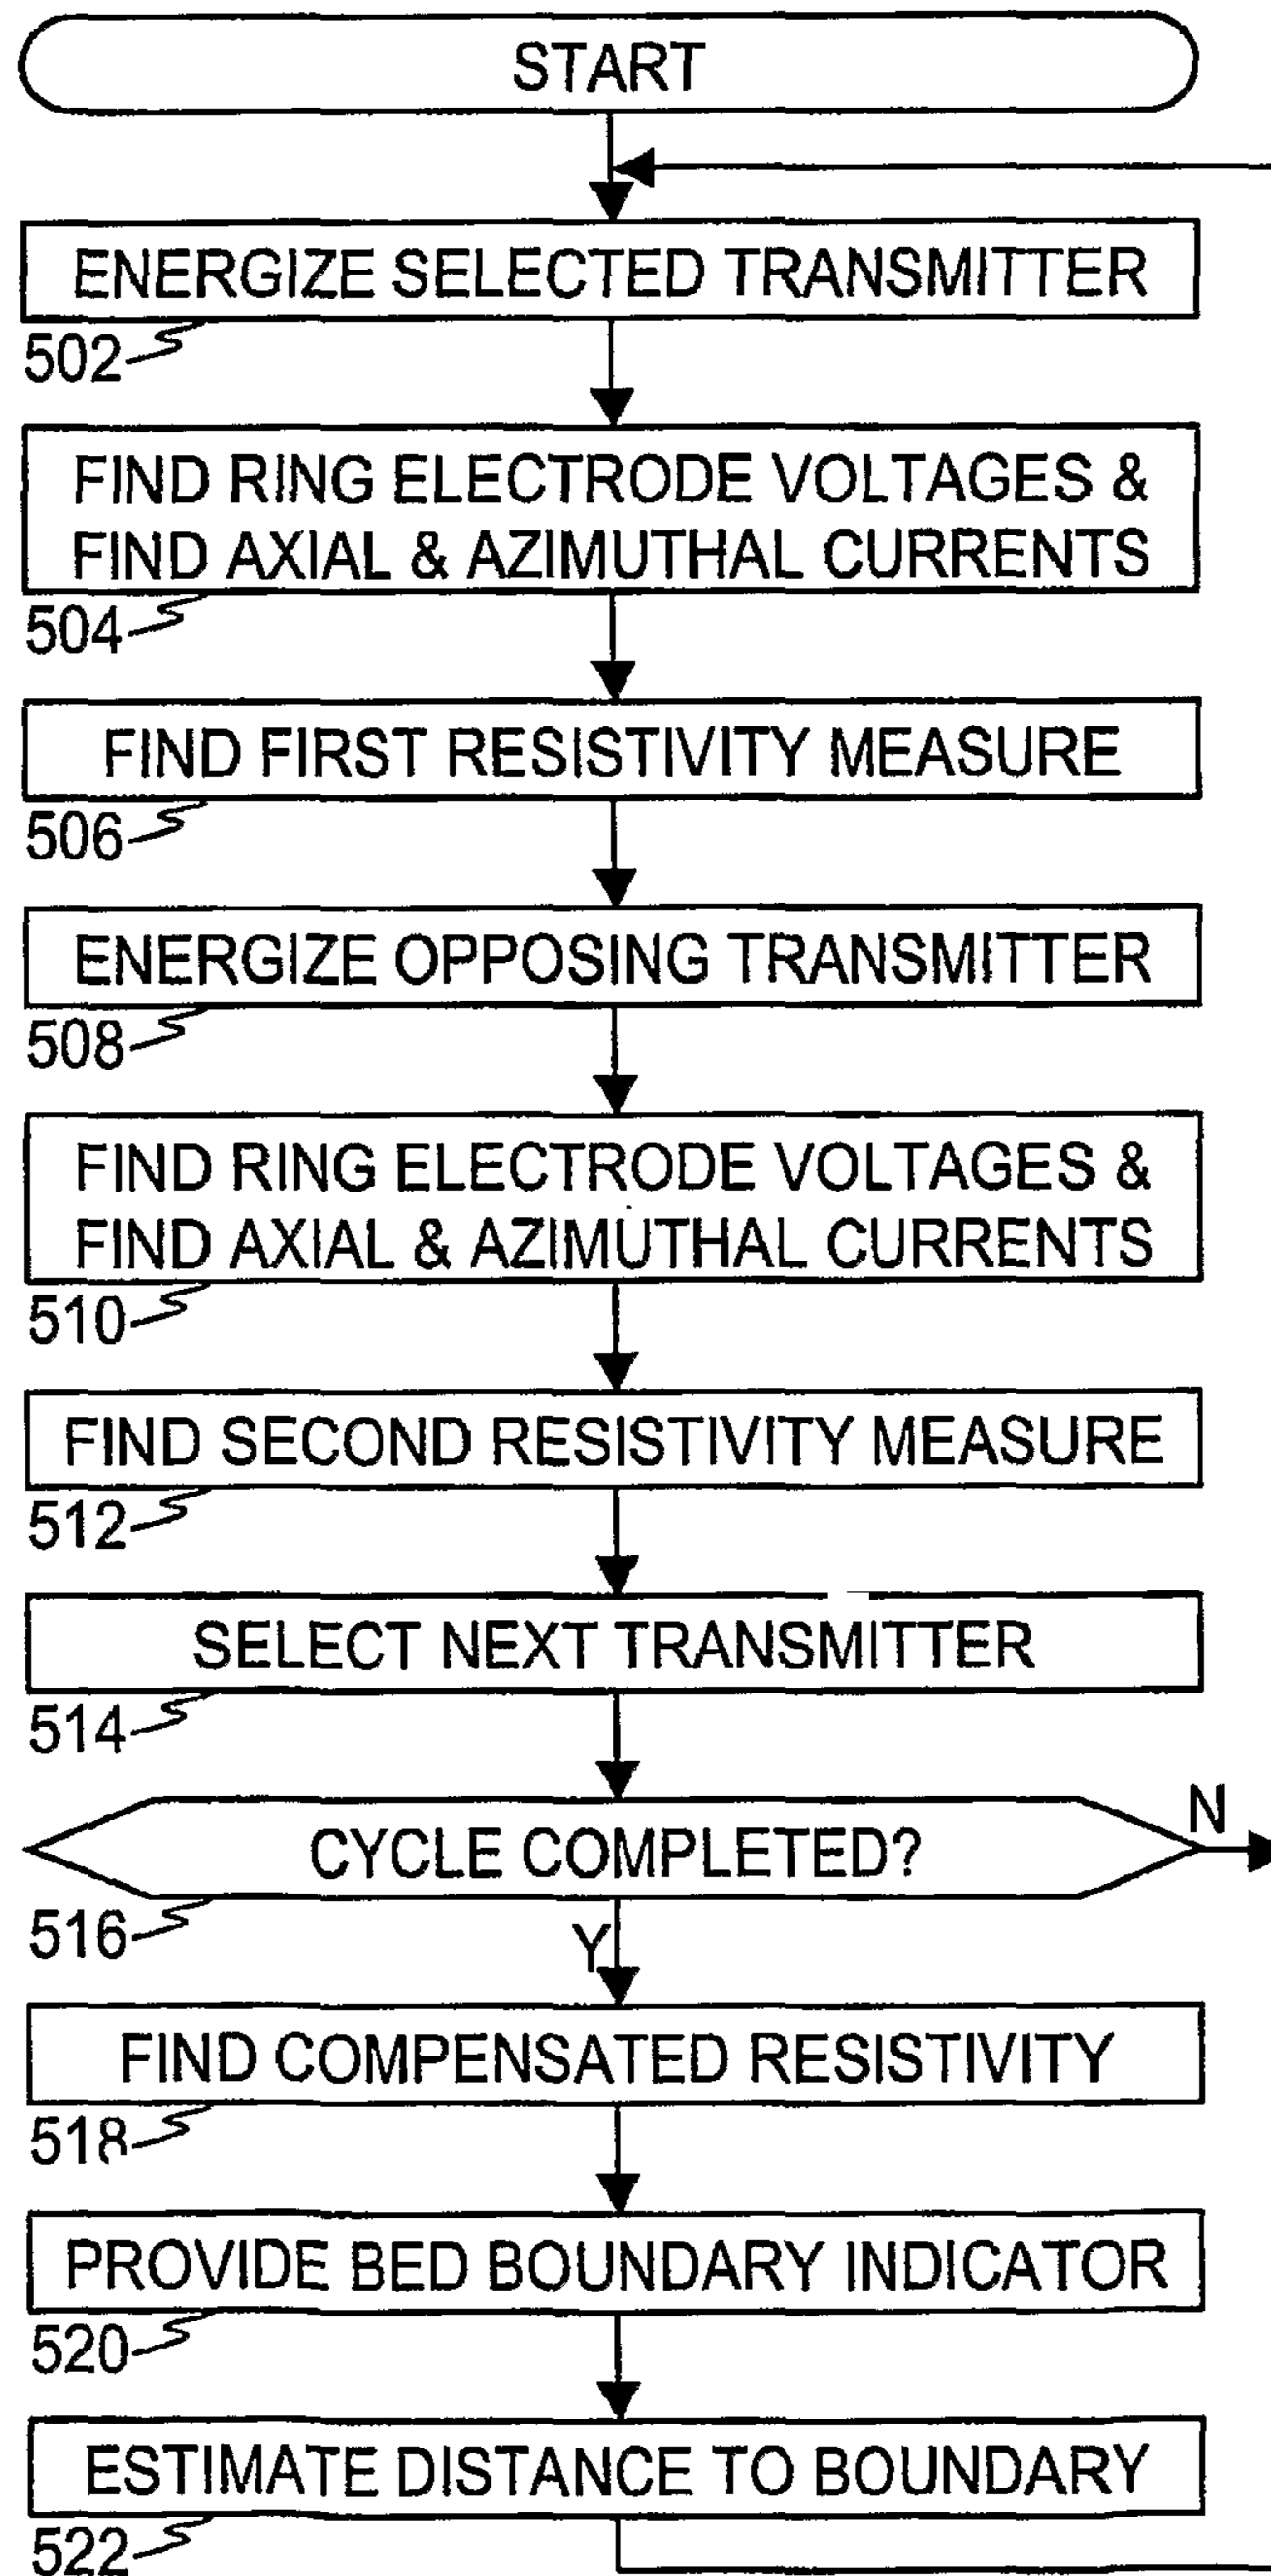 START
ENERGIZE SELECTED TRANSMITTER
502
FIND RING ELECTRODE VOLTAGES &
FIND AXIAL & AZIMUTHAL CURRENTS
504
FIND FIRST RESISTIVITY MEASURE
506
ENERGIZE OPPOSING TRANSMITTER
508
FIND RING ELECTRODE VOLTAGES &
FIND AXIAL & AZIMUTHAL CURRENTS
510
FIND SECOND RESISTIVITY MEASURE
512
SELECT NEXT TRANSMITTER
514
N
CYCLE COMPLETED?
516
Y
FIND COMPENSATED RESISTIVITY
518
PROVIDE BED BOUNDARY INDICATOR
520
ESTIMATE DISTANCE TO BOUNDARY
522